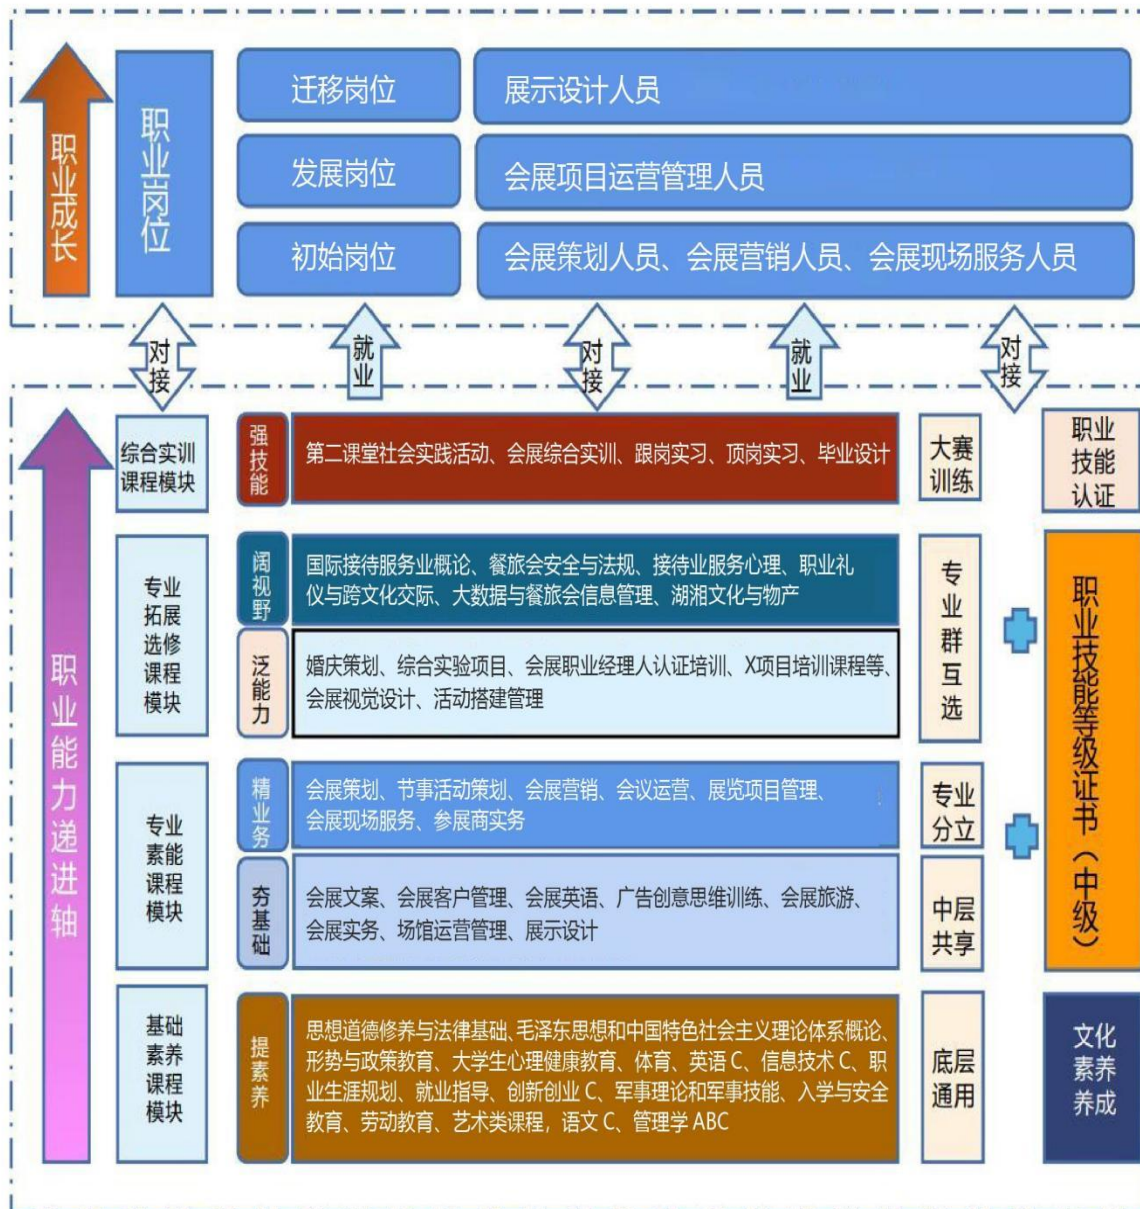 职业成长
职业岗位
迁移岗位
展示设计人员
发展岗位
会展项目运营管理人员
初始岗位
会展策划人员、会展营销人员、会展现场服务人员
对接
就业
对接
就业
对接
职业能力递进轴
综合实训
课程模块
强技能
第二课堂社会实践活动、会展综合实训、跟岗实习、顶岗实习、毕业设计
大赛
训练
职业
技能
认证
专业
拓展
选修
课程
模块
阔视野
国际接待服务业概论、餐旅会安全与法规、接待业服务心理、职业礼
仪与跨文化交际、大数据与餐旅会信息管理、湖湘文化与物产
泛能力
婚庆策划、综合实验项目、会展职业经理人认证培训、X项目培训课程等、
会展视觉设计、活动搭建管理
专业群互选
职业技能等级证书（中级）
专业
素能
课程
模块
精业务
会展策划、节事活动策划、会展营销、会议运营、展览项目管理、
会展现场服务、参展商实务
专业
分立
夯基础
会展文案、会展客户管理、会展英语、广告创意思维训练、会展旅游、
会展实务、场馆运营管理、展示设计
中层
共享
基础
素养
课程
模块
提素养
思想道德修养与法律基础、毛泽东思想和中国特色社会主义理论体系概论、
形势与政策教育、大学生心理健康教育、体育、英语 C、信息技术 C、职
业生涯规划、就业指导、创新创业 C、军事理论和军事技能、入学与安全
教育、劳动教育、艺术类课程，语文 C、管理学 ABC
底层
通用
文化
素养
养成